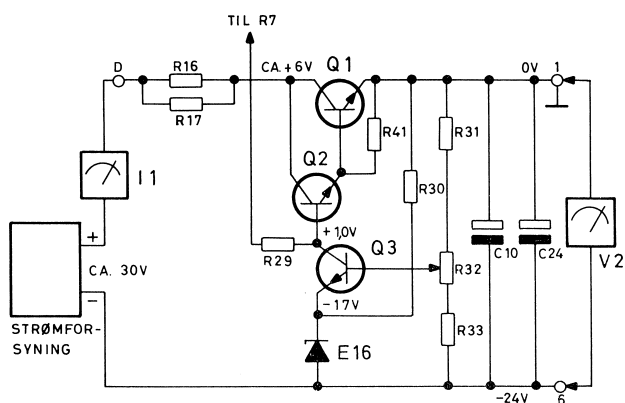 TIL R7
D
R16
R17
CA.+6V
Q1
0V
1
R41
R31
I1
Q2
R30
+
CA. 30V
−
+1,0V
R29
Q3
R32
C10
C24
V2
−17V
R33
STRØMFOR-
SYNING
E16
−24V
6